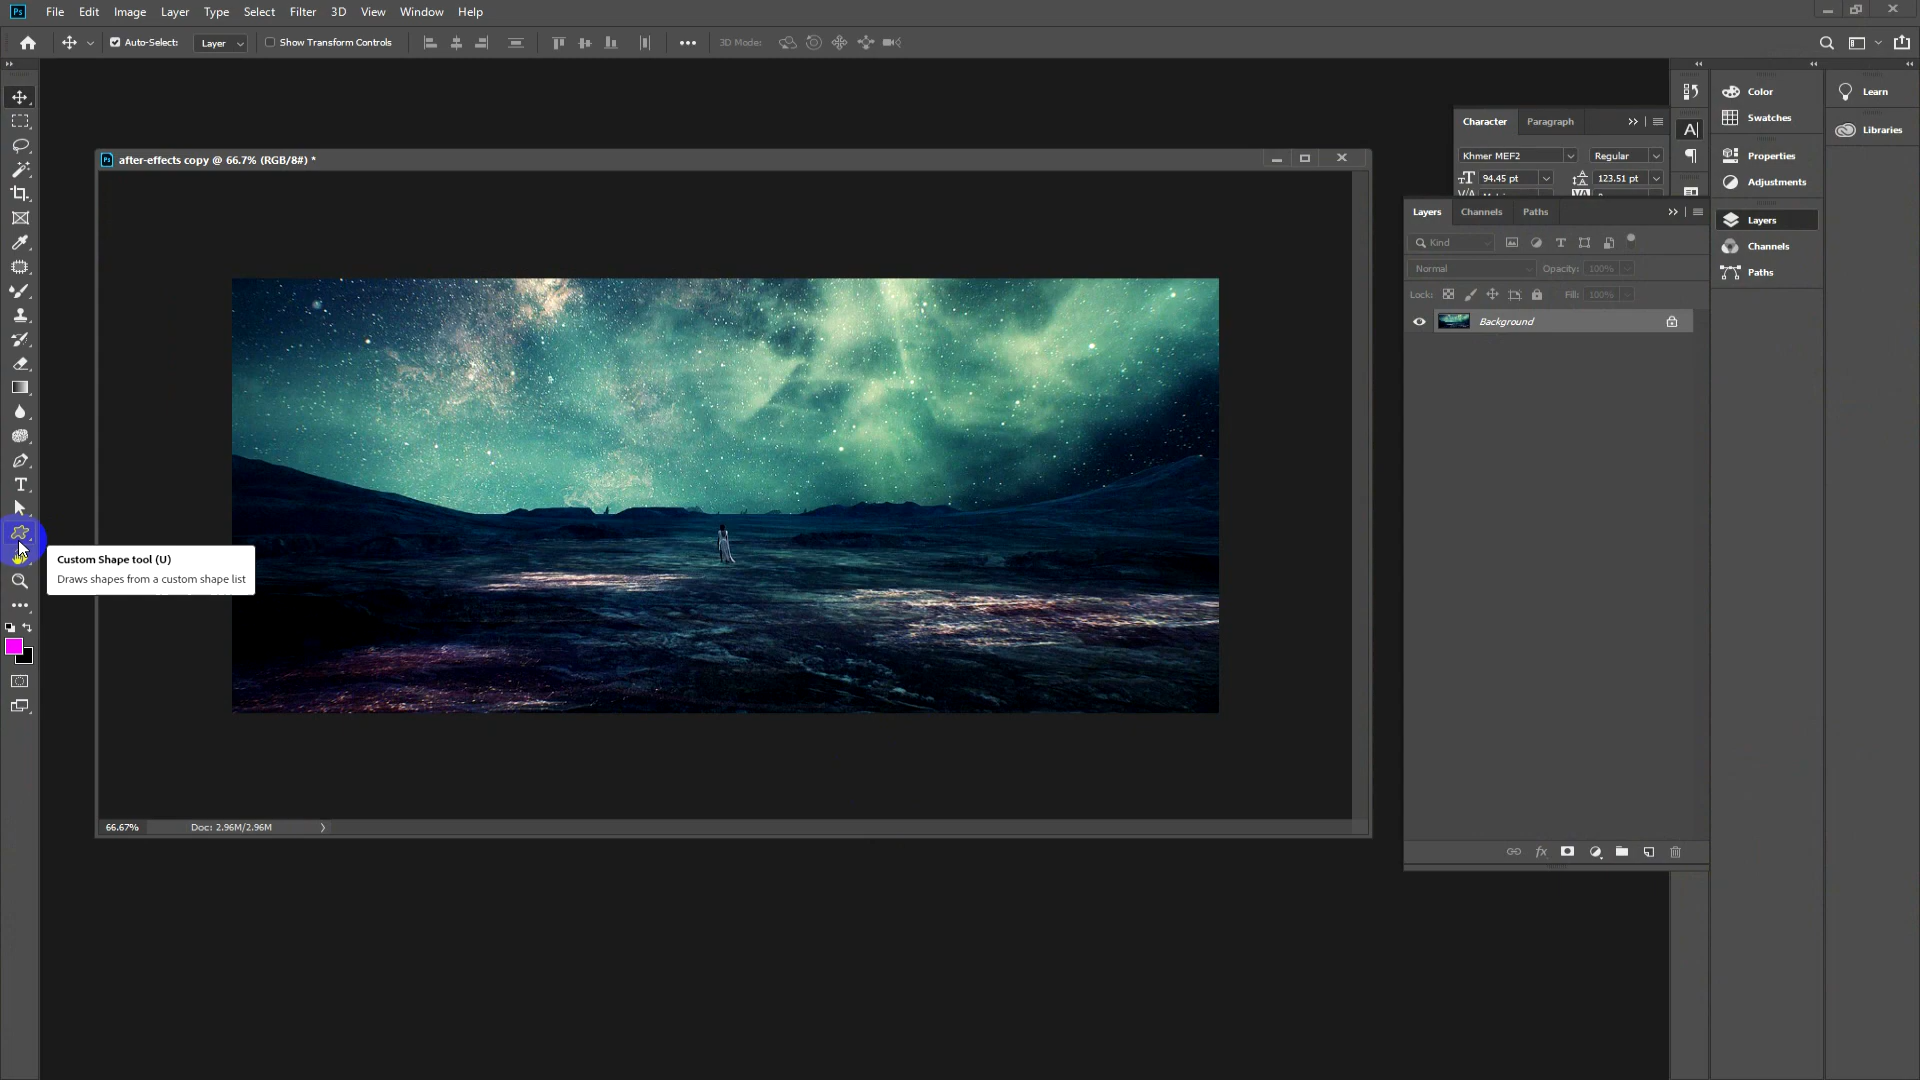 Ps File Edit Image Layer Type Select Filter 3D View Window Help
Auto-Select: Layer Show Transform Controls 3D Mode:
Color Learn
Swatches
Libraries
Character Paragraph
Khmer MEF2 Regular
94.45 pt 123.51 pt
Properties
Adjustments
Ps after-effects copy @ 66.7% (RGB/8#) *
Layers Channels Paths
Kind
Normal Opacity: 100%
Lock: Fill: 100%
Background
Layers
Channels
Paths
Custom Shape tool (U)
Draws shapes from a custom shape list
66.67% Doc: 2.96M/2.96M